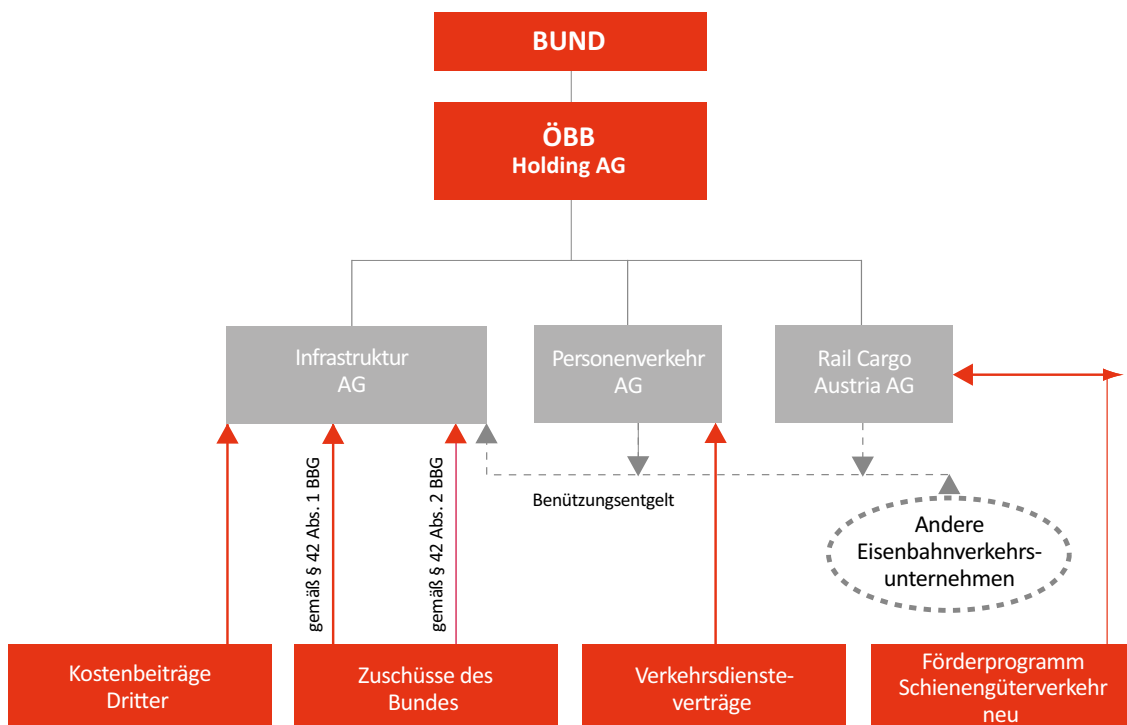 BUND
ÖBB
Holding AG
Infrastruktur
AG
Personenverkehr
AG
Rail Cargo
Austria AG
gemäß § 42 Abs. 1 BBG
gemäß § 42 Abs. 2 BBG
Benützungsentgelt
Andere
Eisenbahnverkehrs-
unternehmen
Kostenbeiträge
Dritter
Zuschüsse des
Bundes
Verkehrsdienste-
verträge
Förderprogramm
Schienengüterverkehr
neu